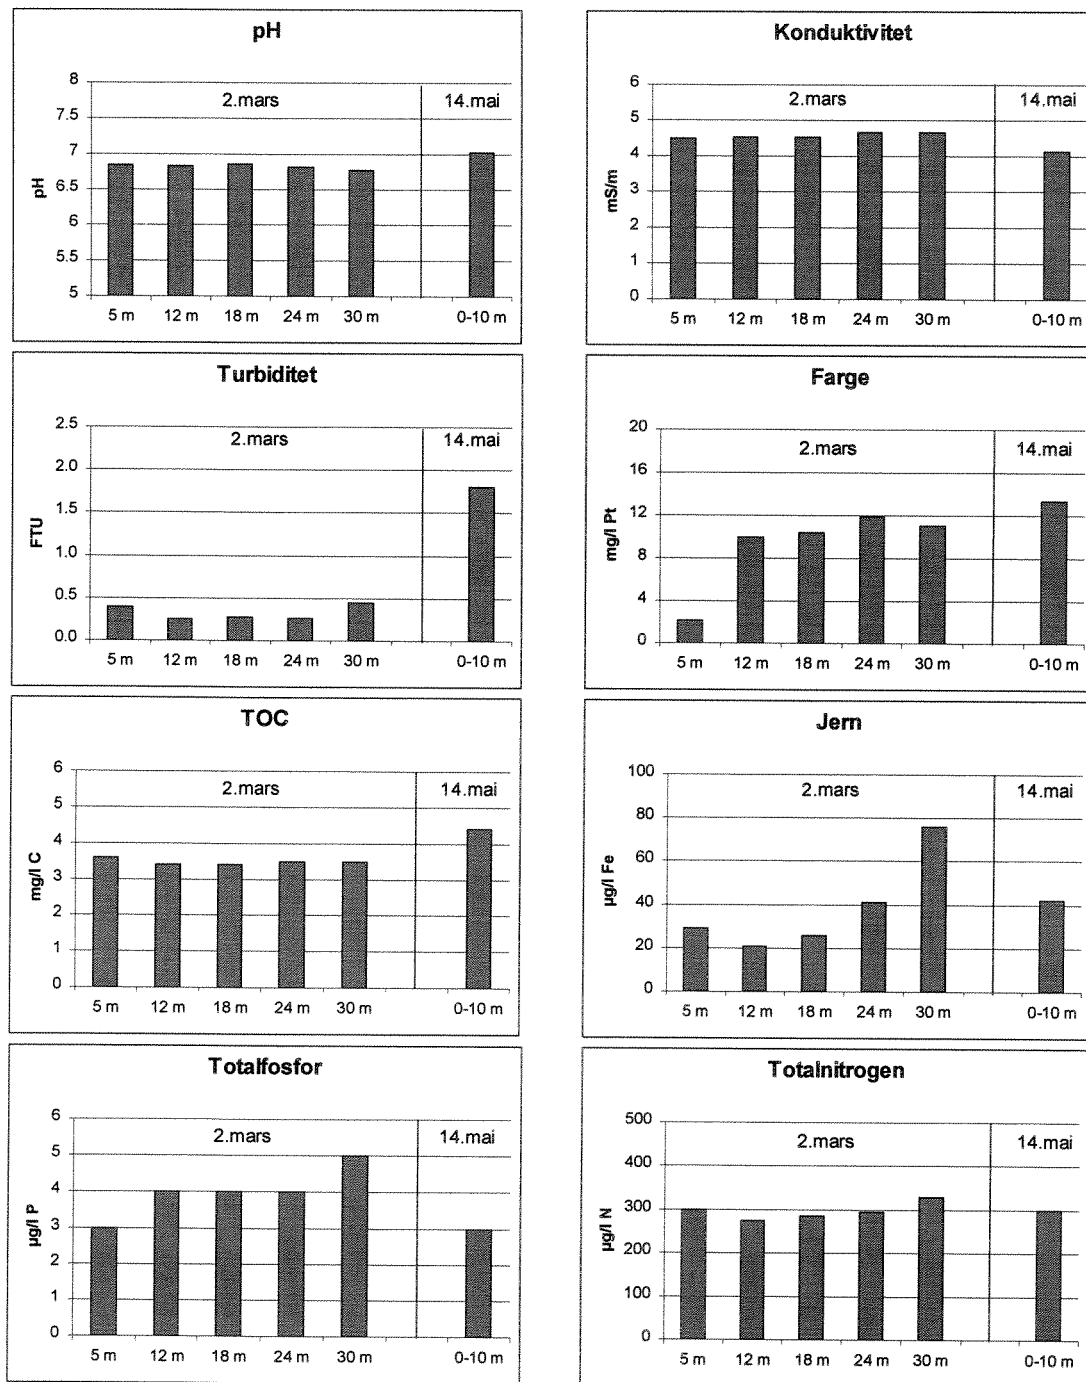 pH
8
7.5
7
6.5
6
5.5
5
pH
2.mars
14.mai
5 m 12 m 18 m 24 m 30 m 0-10 m
Konduktivitet
6
5
4
3
2
1
0
mS/m
2.mars
14.mai
5 m 12 m 18 m 24 m 30 m 0-10 m
Turbiditet
2.5
2.0
1.5
1.0
0.5
0.0
FTU
2.mars
14.mai
5 m 12 m 18 m 24 m 30 m 0-10 m
Farge
20
16
12
8
4
0
mg/l Pt
2.mars
14.mai
5 m 12 m 18 m 24 m 30 m 0-10 m
TOC
6
5
4
3
2
1
0
mg/l C
2.mars
14.mai
5 m 12 m 18 m 24 m 30 m 0-10 m
Jern
100
80
60
40
20
0
µg/l Fe
2.mars
14.mai
5 m 12 m 18 m 24 m 30 m 0-10 m
Totalfosfor
6
5
4
3
2
1
0
µg/l P
2.mars
14.mai
5 m 12 m 18 m 24 m 30 m 0-10 m
Totalnitrogen
500
400
300
200
100
0
µg/l N
2.mars
14.mai
5 m 12 m 18 m 24 m 30 m 0-10 m